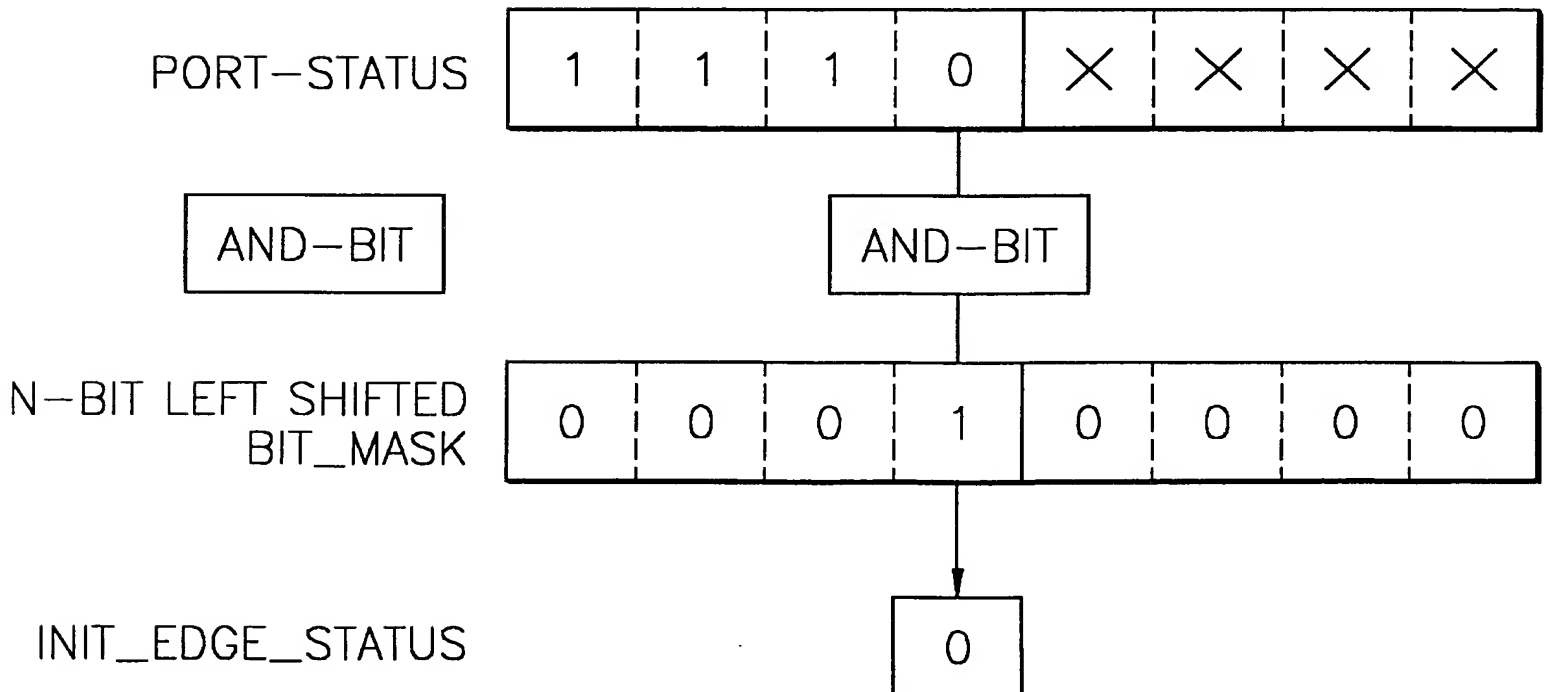 PORT-STATUS 1 1 1 0 X X X X
AND-BIT AND-BIT
N-BIT LEFT SHIFTED
BIT_MASK 0 0 0 1 0 0 0 0
INIT_EDGE_STATUS 0